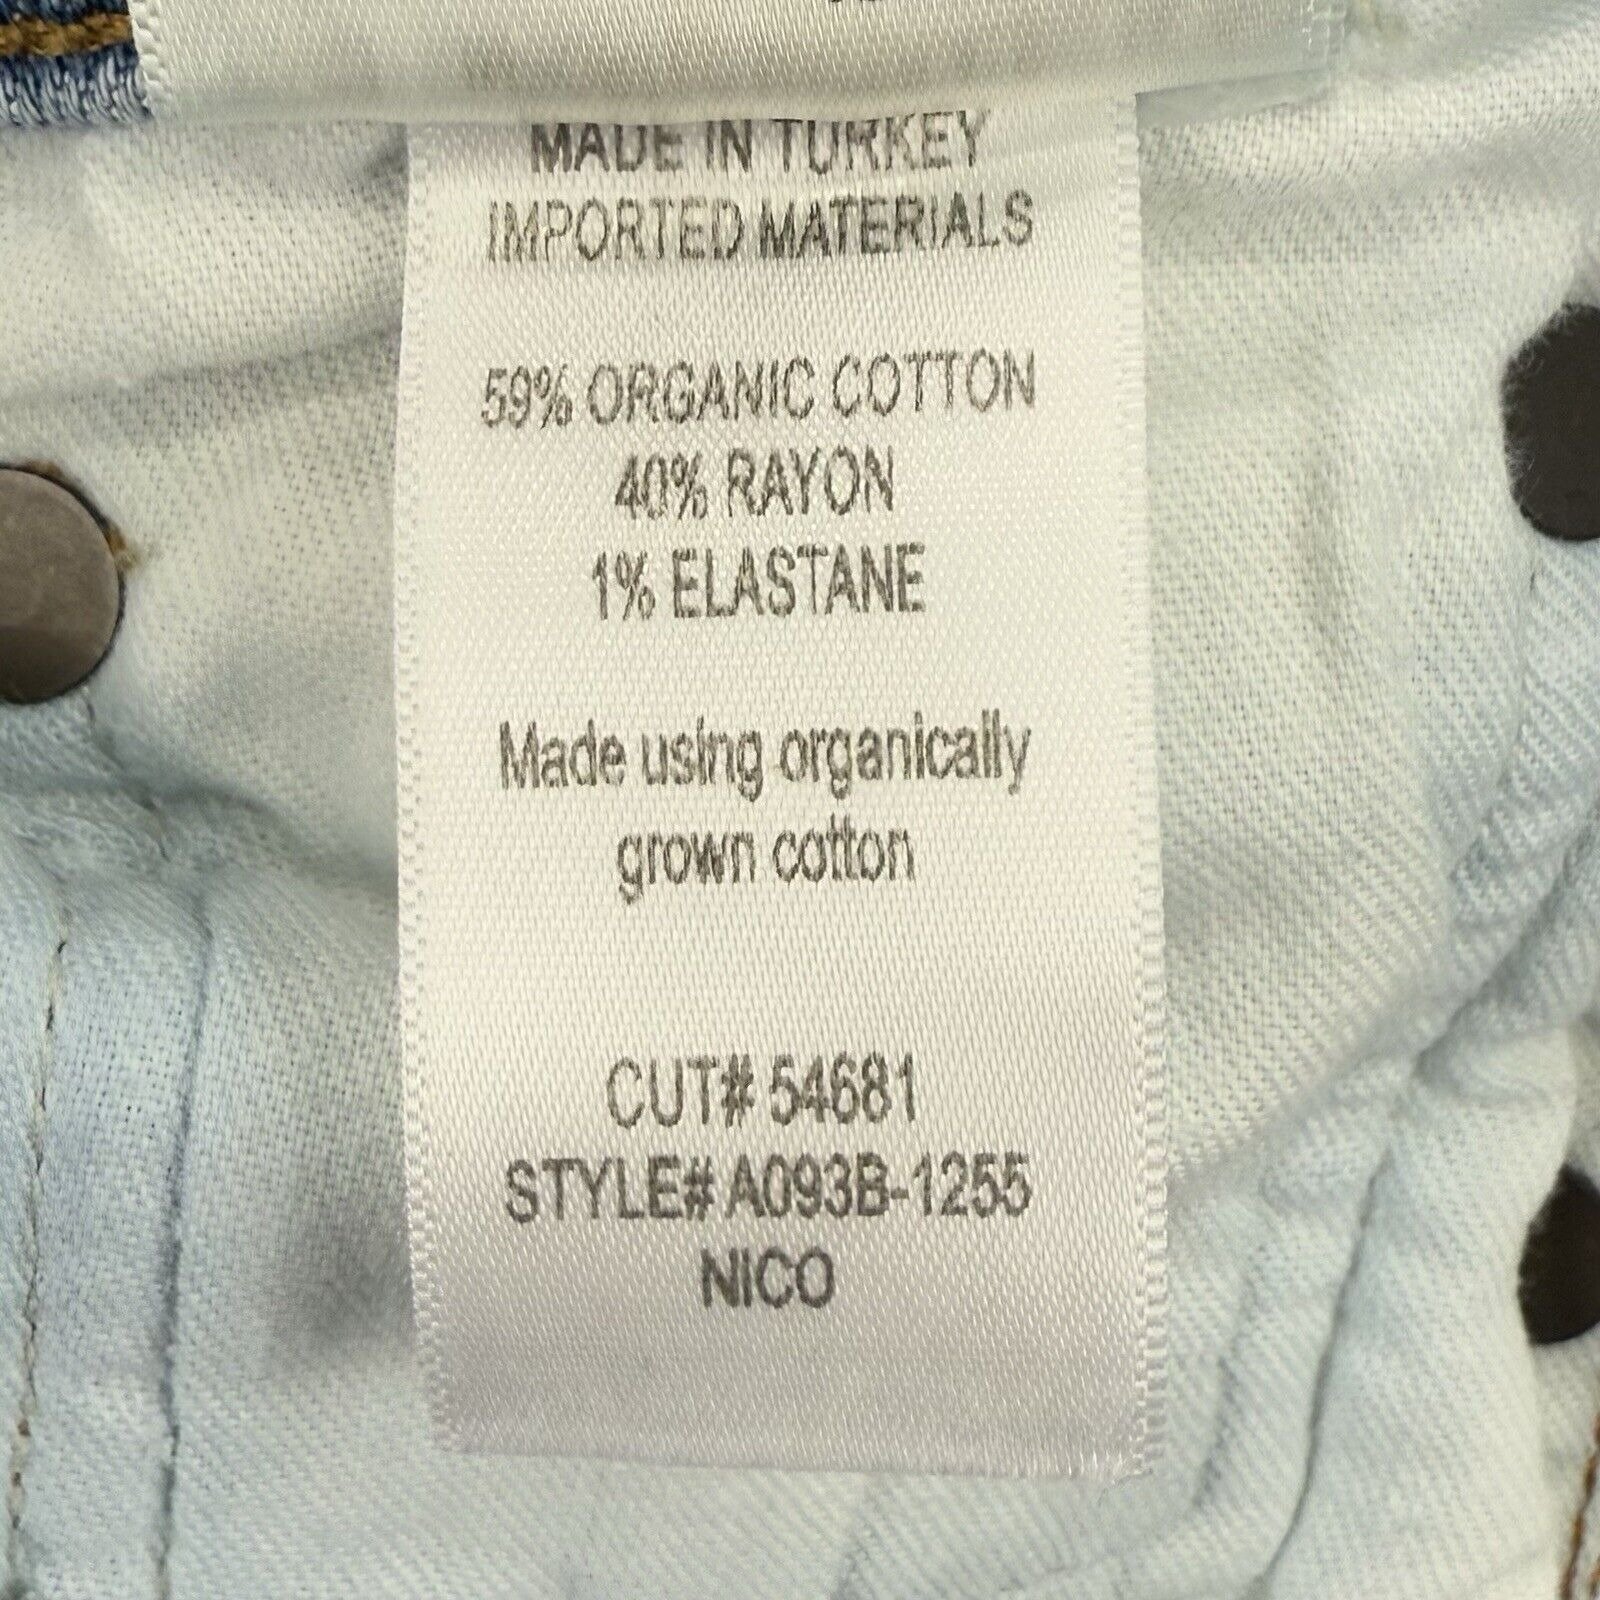 MADE IN TURKEY
IMPORTED MATERIALS
59% ORGANIC COTTON
40% RAYON
1% ELASTANE
Made using organically
grown cotton
CUT# 54681
STYLE# A093B-1255
NICO